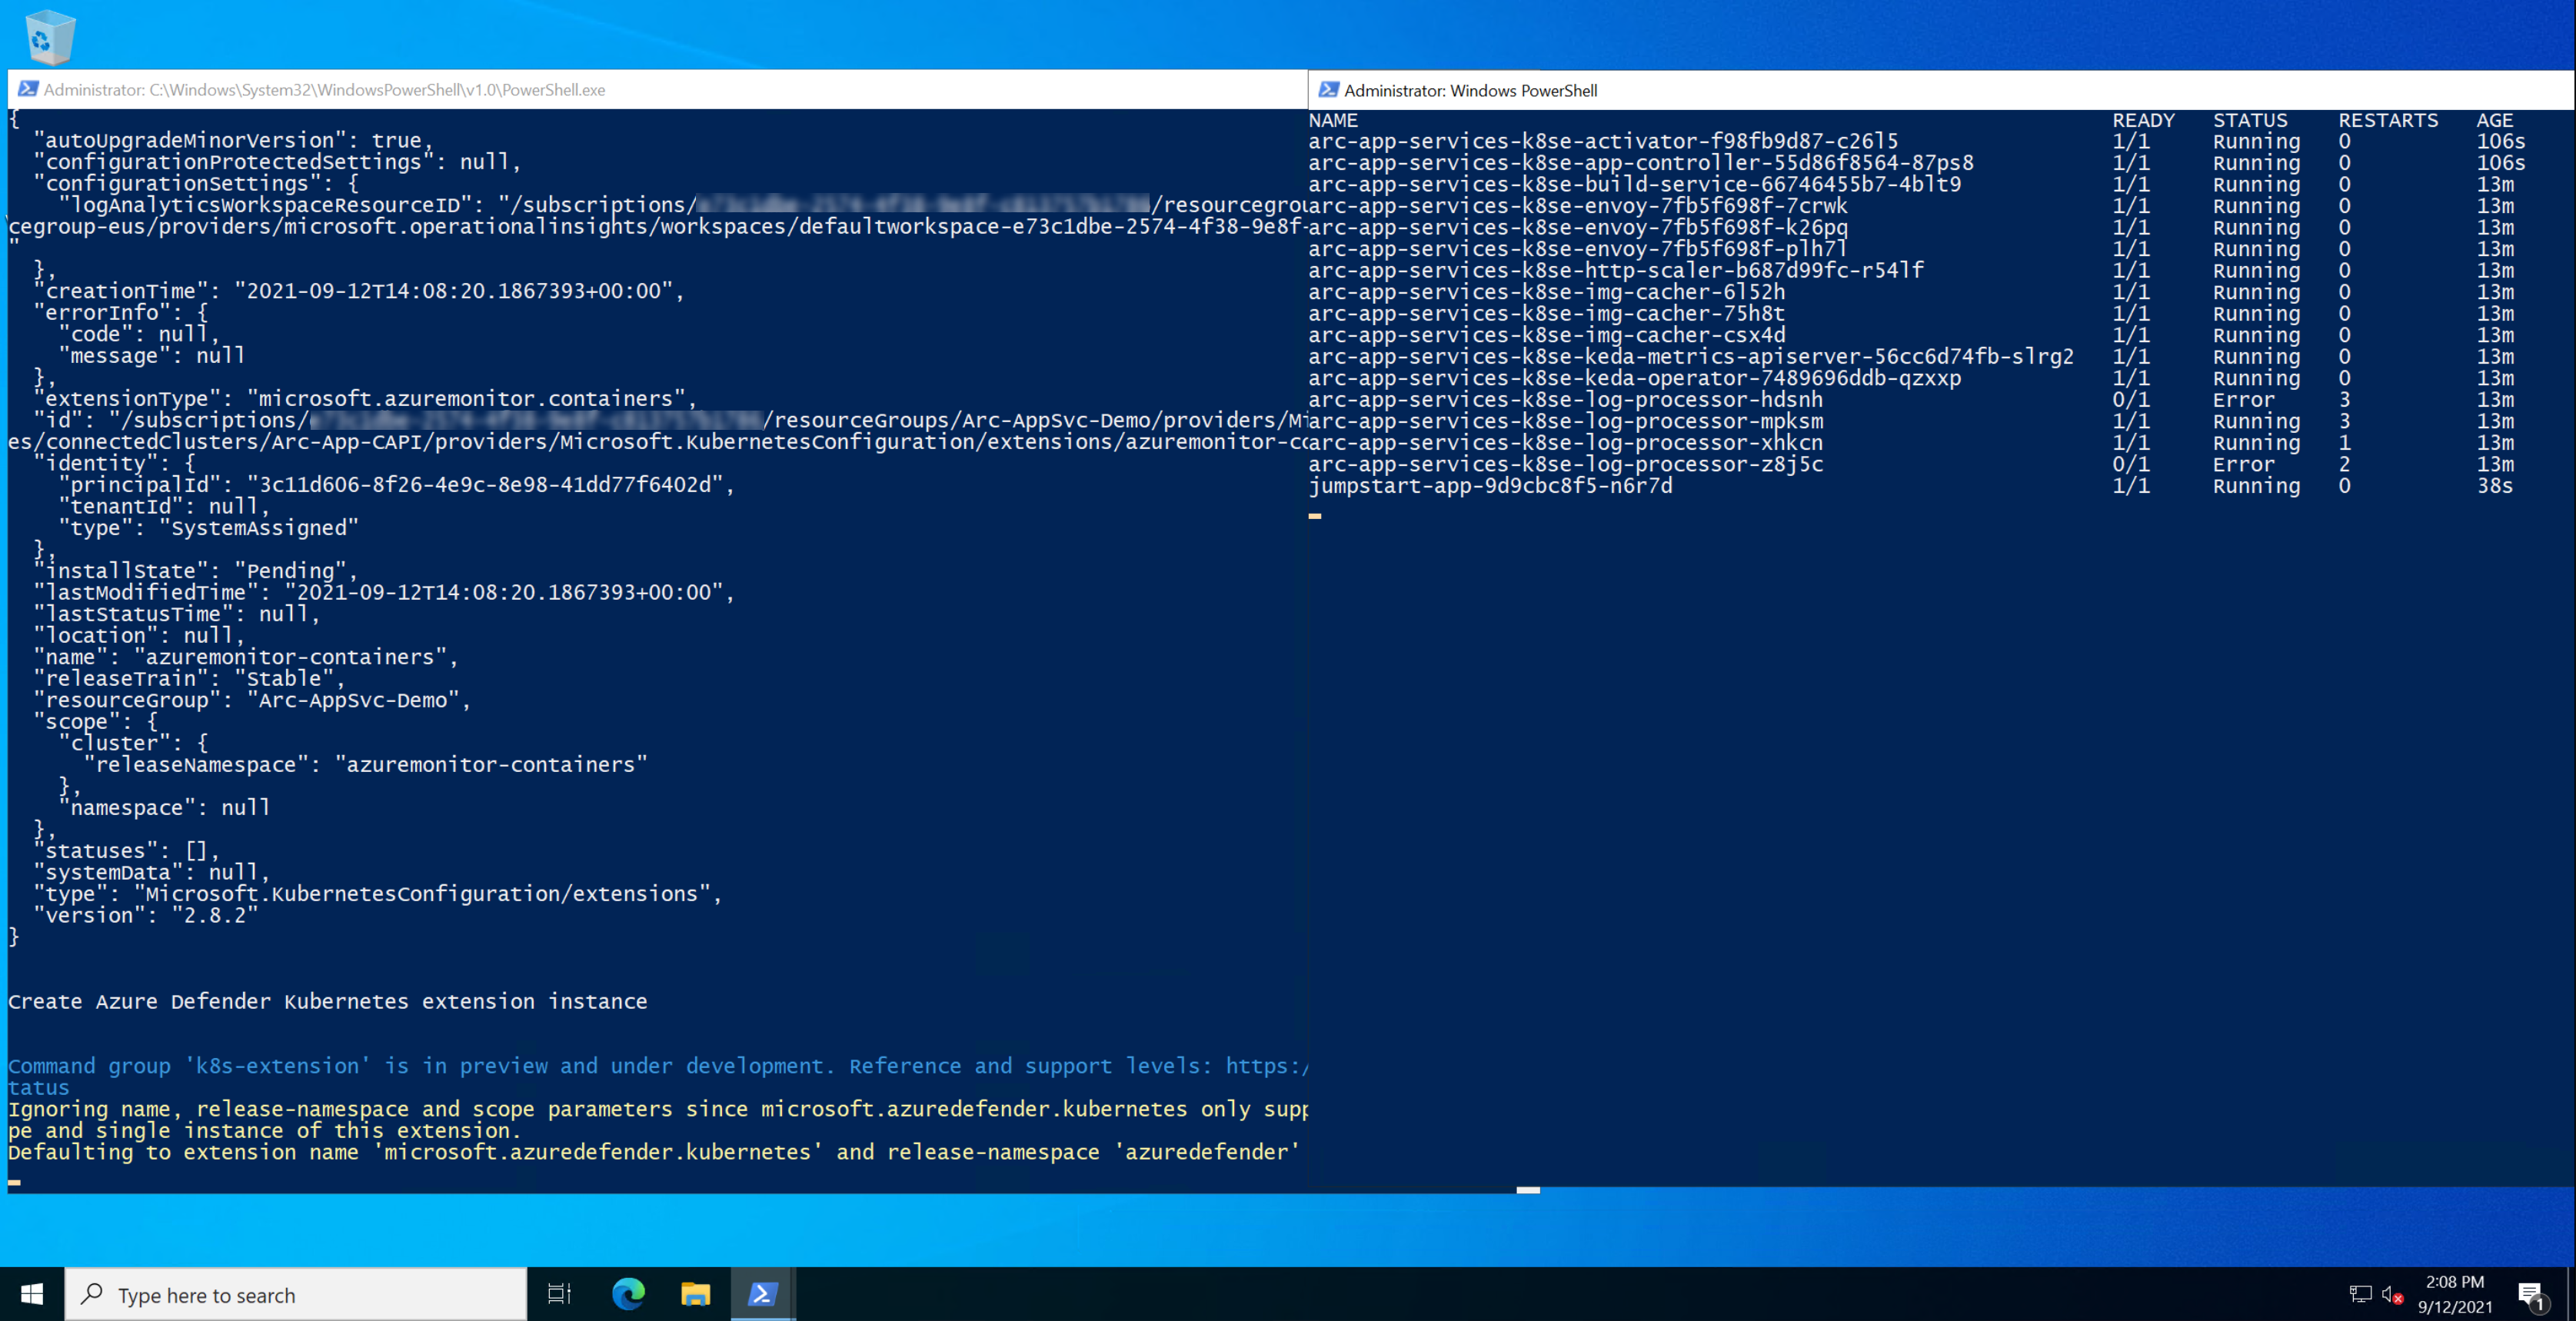 Administrator: C:\Windows\System32\WindowsPowerShell\v1.0\PowerShell.exe
{
  "autoUpgradeMinorVersion": true,
  "configurationProtectedSettings": null,
  "configurationSettings": {
    "logAnalyticsWorkspaceResourceID": "/subscriptions/ /resourcegrou
cegroup-eus/providers/microsoft.operationalinsights/workspaces/defaultworkspace-e73c1dbe-2574-4f38-9e8f-
"
  },
  "creationTime": "2021-09-12T14:08:20.1867393+00:00",
  "errorInfo": {
    "code": null,
    "message": null
  },
  "extensionType": "microsoft.azuremonitor.containers",
  "id": "/subscriptions/ /resourceGroups/Arc-AppSvc-Demo/providers/Mi
es/connectedClusters/Arc-App-CAPI/providers/Microsoft.KubernetesConfiguration/extensions/azuremonitor-co
  "identity": {
    "principalId": "3c11d606-8f26-4e9c-8e98-41dd77f6402d",
    "tenantId": null,
    "type": "SystemAssigned"
  },
  "installState": "Pending",
  "lastModifiedTime": "2021-09-12T14:08:20.1867393+00:00",
  "lastStatusTime": null,
  "location": null,
  "name": "azuremonitor-containers",
  "releaseTrain": "Stable",
  "resourceGroup": "Arc-AppSvc-Demo",
  "scope": {
    "cluster": {
      "releaseNamespace": "azuremonitor-containers"
    },
    "namespace": null
  },
  "statuses": [],
  "systemData": null,
  "type": "Microsoft.KubernetesConfiguration/extensions",
  "version": "2.8.2"
}
Create Azure Defender Kubernetes extension instance
Command group 'k8s-extension' is in preview and under development. Reference and support levels: https:/
tatus
Ignoring name, release-namespace and scope parameters since microsoft.azuredefender.kubernetes only supp
pe and single instance of this extension.
Defaulting to extension name 'microsoft.azuredefender.kubernetes' and release-namespace 'azuredefender'
Administrator: Windows PowerShell
NAME READY STATUS RESTARTS AGE
arc-app-services-k8se-activator-f98fb9d87-c26l5 1/1 Running 0 106s
arc-app-services-k8se-app-controller-55d86f8564-87ps8 1/1 Running 0 106s
arc-app-services-k8se-build-service-66746455b7-4blt9 1/1 Running 0 13m
arc-app-services-k8se-envoy-7fb5f698f-7crwk 1/1 Running 0 13m
arc-app-services-k8se-envoy-7fb5f698f-k26pq 1/1 Running 0 13m
arc-app-services-k8se-envoy-7fb5f698f-plh7l 1/1 Running 0 13m
arc-app-services-k8se-http-scaler-b687d99fc-r54lf 1/1 Running 0 13m
arc-app-services-k8se-img-cacher-6l52h 1/1 Running 0 13m
arc-app-services-k8se-img-cacher-75h8t 1/1 Running 0 13m
arc-app-services-k8se-img-cacher-csx4d 1/1 Running 0 13m
arc-app-services-k8se-keda-metrics-apiserver-56cc6d74fb-slrg2 1/1 Running 0 13m
arc-app-services-k8se-keda-operator-7489696ddb-qzxxp 1/1 Running 0 13m
arc-app-services-k8se-log-processor-hdsnh 0/1 Error 3 13m
arc-app-services-k8se-log-processor-mpksm 1/1 Running 3 13m
arc-app-services-k8se-log-processor-xhkcn 1/1 Running 1 13m
arc-app-services-k8se-log-processor-z8j5c 0/1 Error 2 13m
jumpstart-app-9d9cbc8f5-n6r7d 1/1 Running 0 38s
Type here to search
2:08 PM
9/12/2021
1